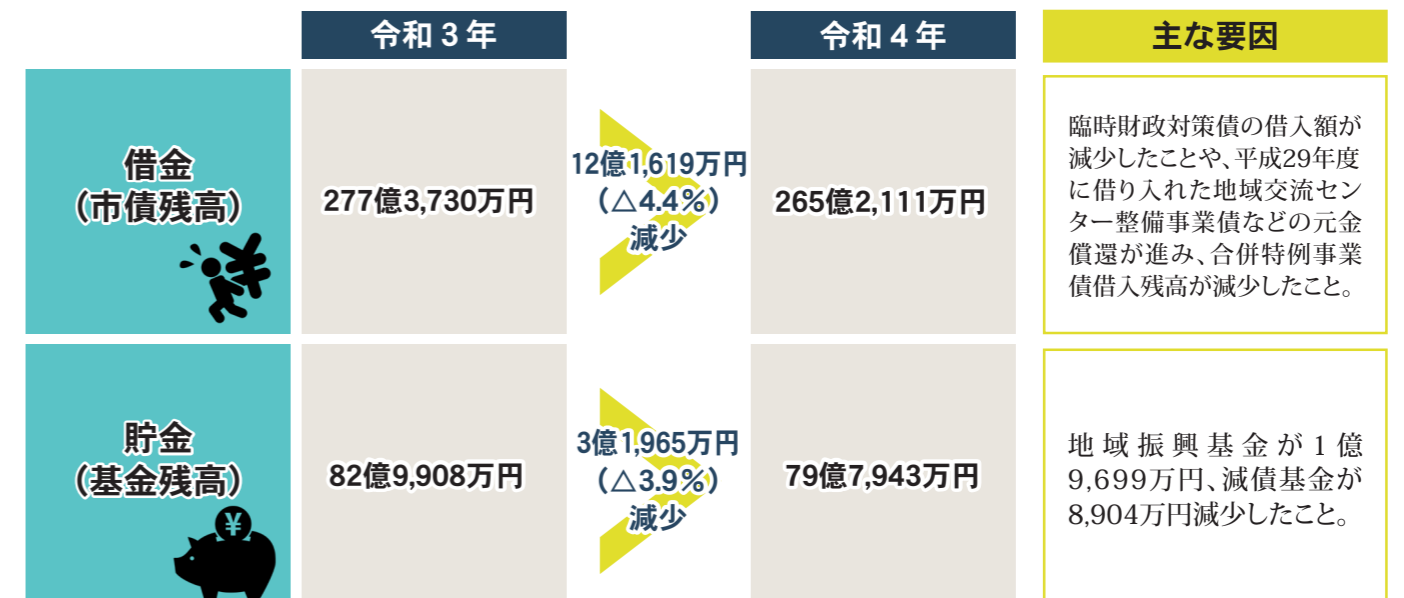 令和３年
令和４年
主な要因
借金
（市債残高）
277億3,730万円
12億1,619万円
（△4.4％）
減少
265億2,111万円
臨時財政対策債の借入額が
減少したことや、平成29年度
に借り入れた地域交流セン
ター整備事業債などの元金
償還が進み、合併特例事業
債借入残高が減少したこと。
貯金
（基金残高）
¥
82億9,908万円
3億1,965万円
（△3.9％）
減少
79億7,943万円
地域振興基金が1億
9,699万円、減債基金が
8,904万円減少したこと。